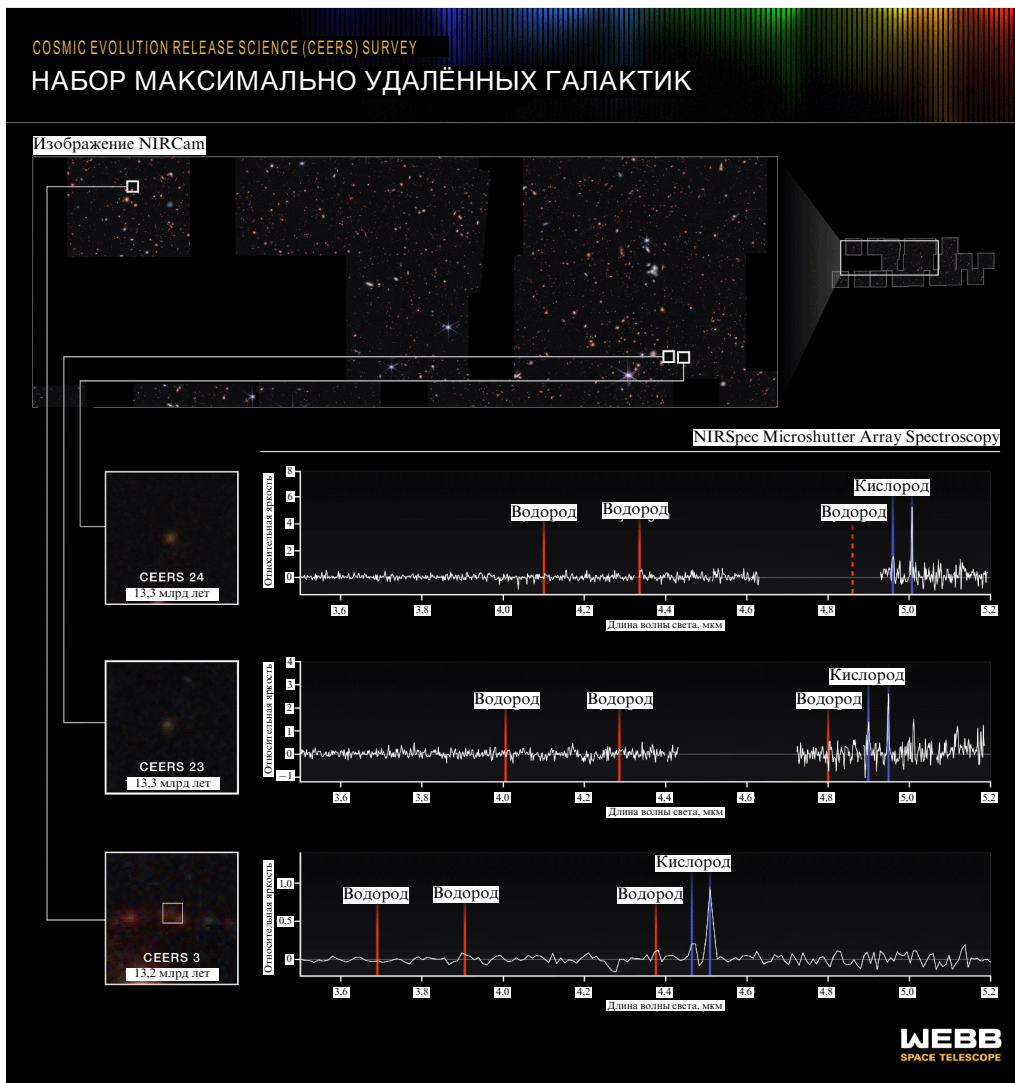 COSMIC EVOLUTION RELEASE SCIENCE (CEERS) SURVEY
НАБОР МАКСИМАЛЬНО УДАЛЁННЫХ ГАЛАКТИК
Изображение NIRCam
NIRSpec Microshutter Array Spectroscopy
CEERS 24
13,3 млрд лет
Относительная яркость
8
6
4
2
0
Водород
Водород
Водород
Кислород
3,6 3,8 4,0 4,2 4,4 4,6 4,8 5,0 5,2
Длина волны света, мкм
CEERS 23
13,3 млрд лет
Относительная яркость
4
3
2
1
0
−1
Водород
Водород
Водород
Кислород
3,6 3,8 4,0 4,2 4,4 4,6 4,8 5,0 5,2
Длина волны света, мкм
CEERS 3
13,2 млрд лет
Относительная яркость
1,0
0,5
0
Водород
Водород
Водород
Кислород
3,6 3,8 4,0 4,2 4,4 4,6 4,8 5,0 5,2
Длина волны света, мкм
WEBB
SPACE TELESCOPE